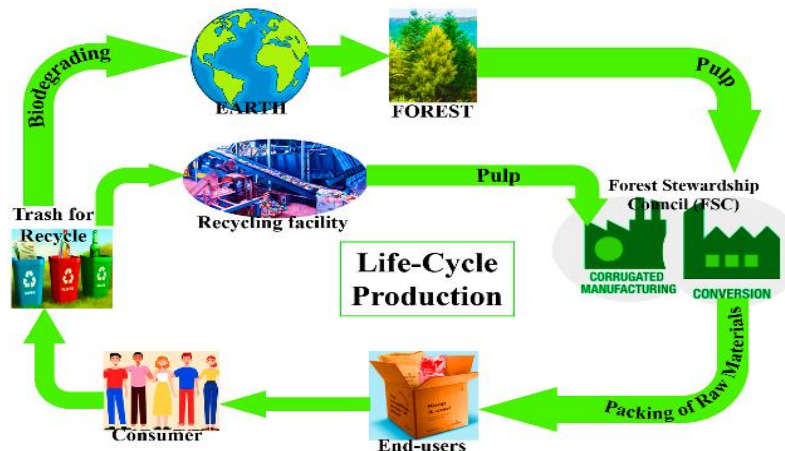 Biodegrading
EARTH
FOREST
Pulp
Trash for
Recycle
Recycling facility
Pulp
Forest Stewardship
Council (FSC)
CORRUGATED
MANUFACTURING
CONVERSION
Life-Cycle
Production
Packing of Raw Materials
Consumer
End-users